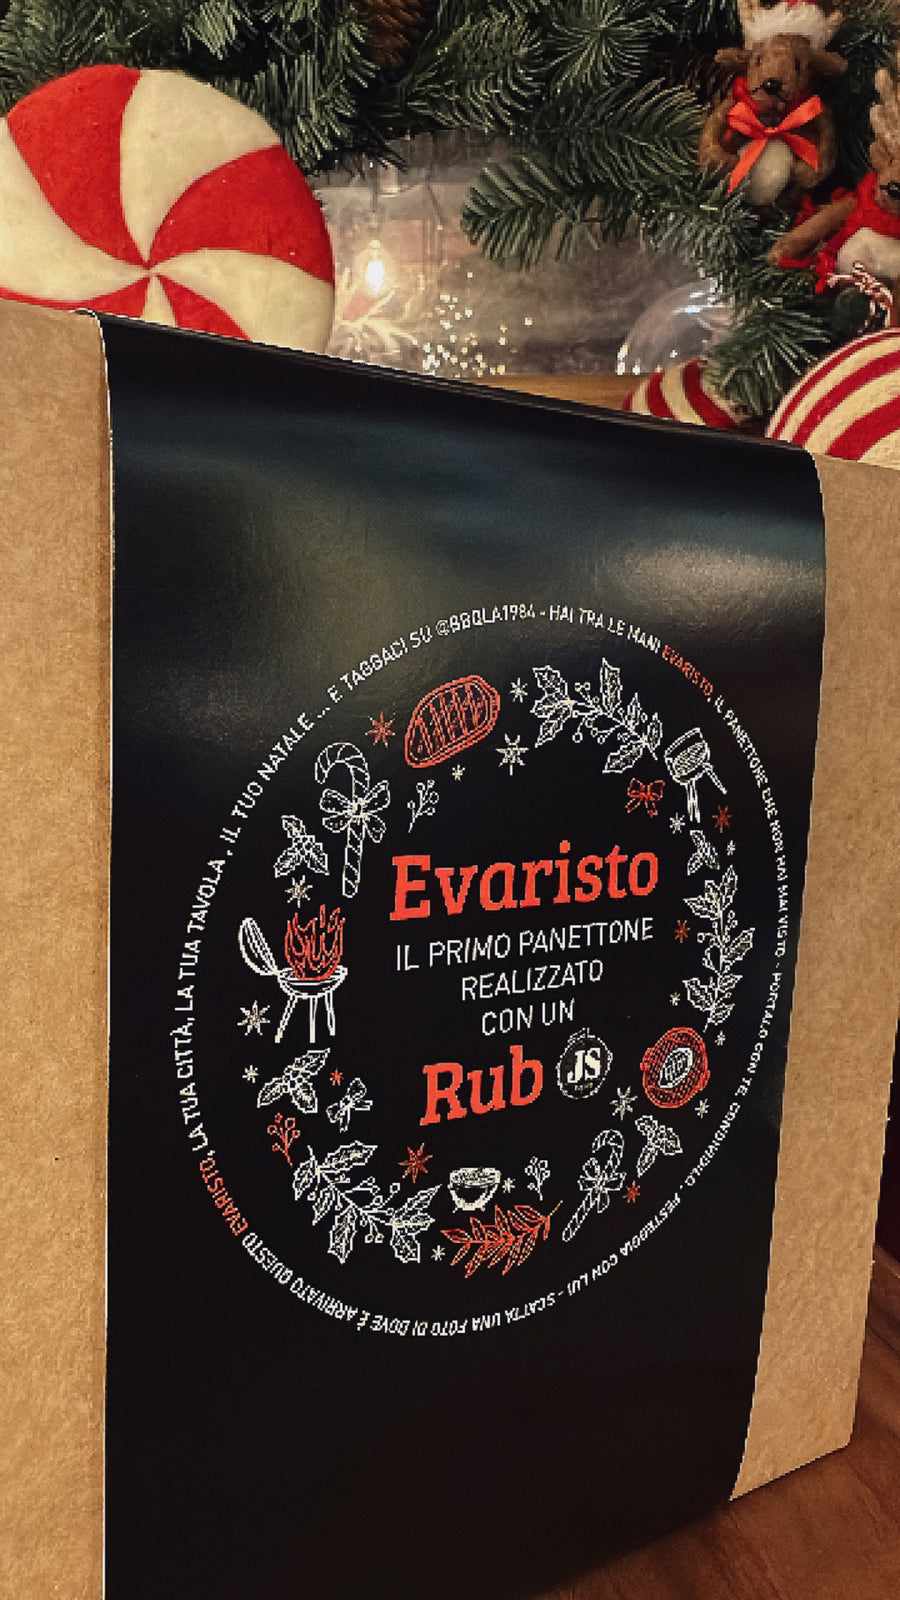 Evaristo
IL PRIMO PANETTONE
REALIZZATO
CON UN
Rub JS
HAI TRA LE MANI EVARISTO, IL PANETTONE CHE NON HAI MAI VISTO - PORTALO CON TE, CONDIVIDILO, FESTEGGIA CON LUI - SCATTA UNA FOTO DI DOVE È ARRIVATO QUESTO EVARISTO, LA TUA CITTÀ, LA TUA TAVOLA, IL TUO NATALE ... E TAGGACI SU @BBQLA1984 -